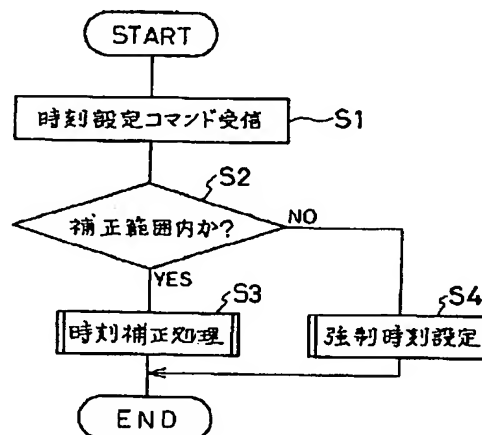 START
時刻設定コマンド受信
S1
S2
補正範囲内か?
NO
YES
S3
時刻補正処理
S4
強制時刻設定
END